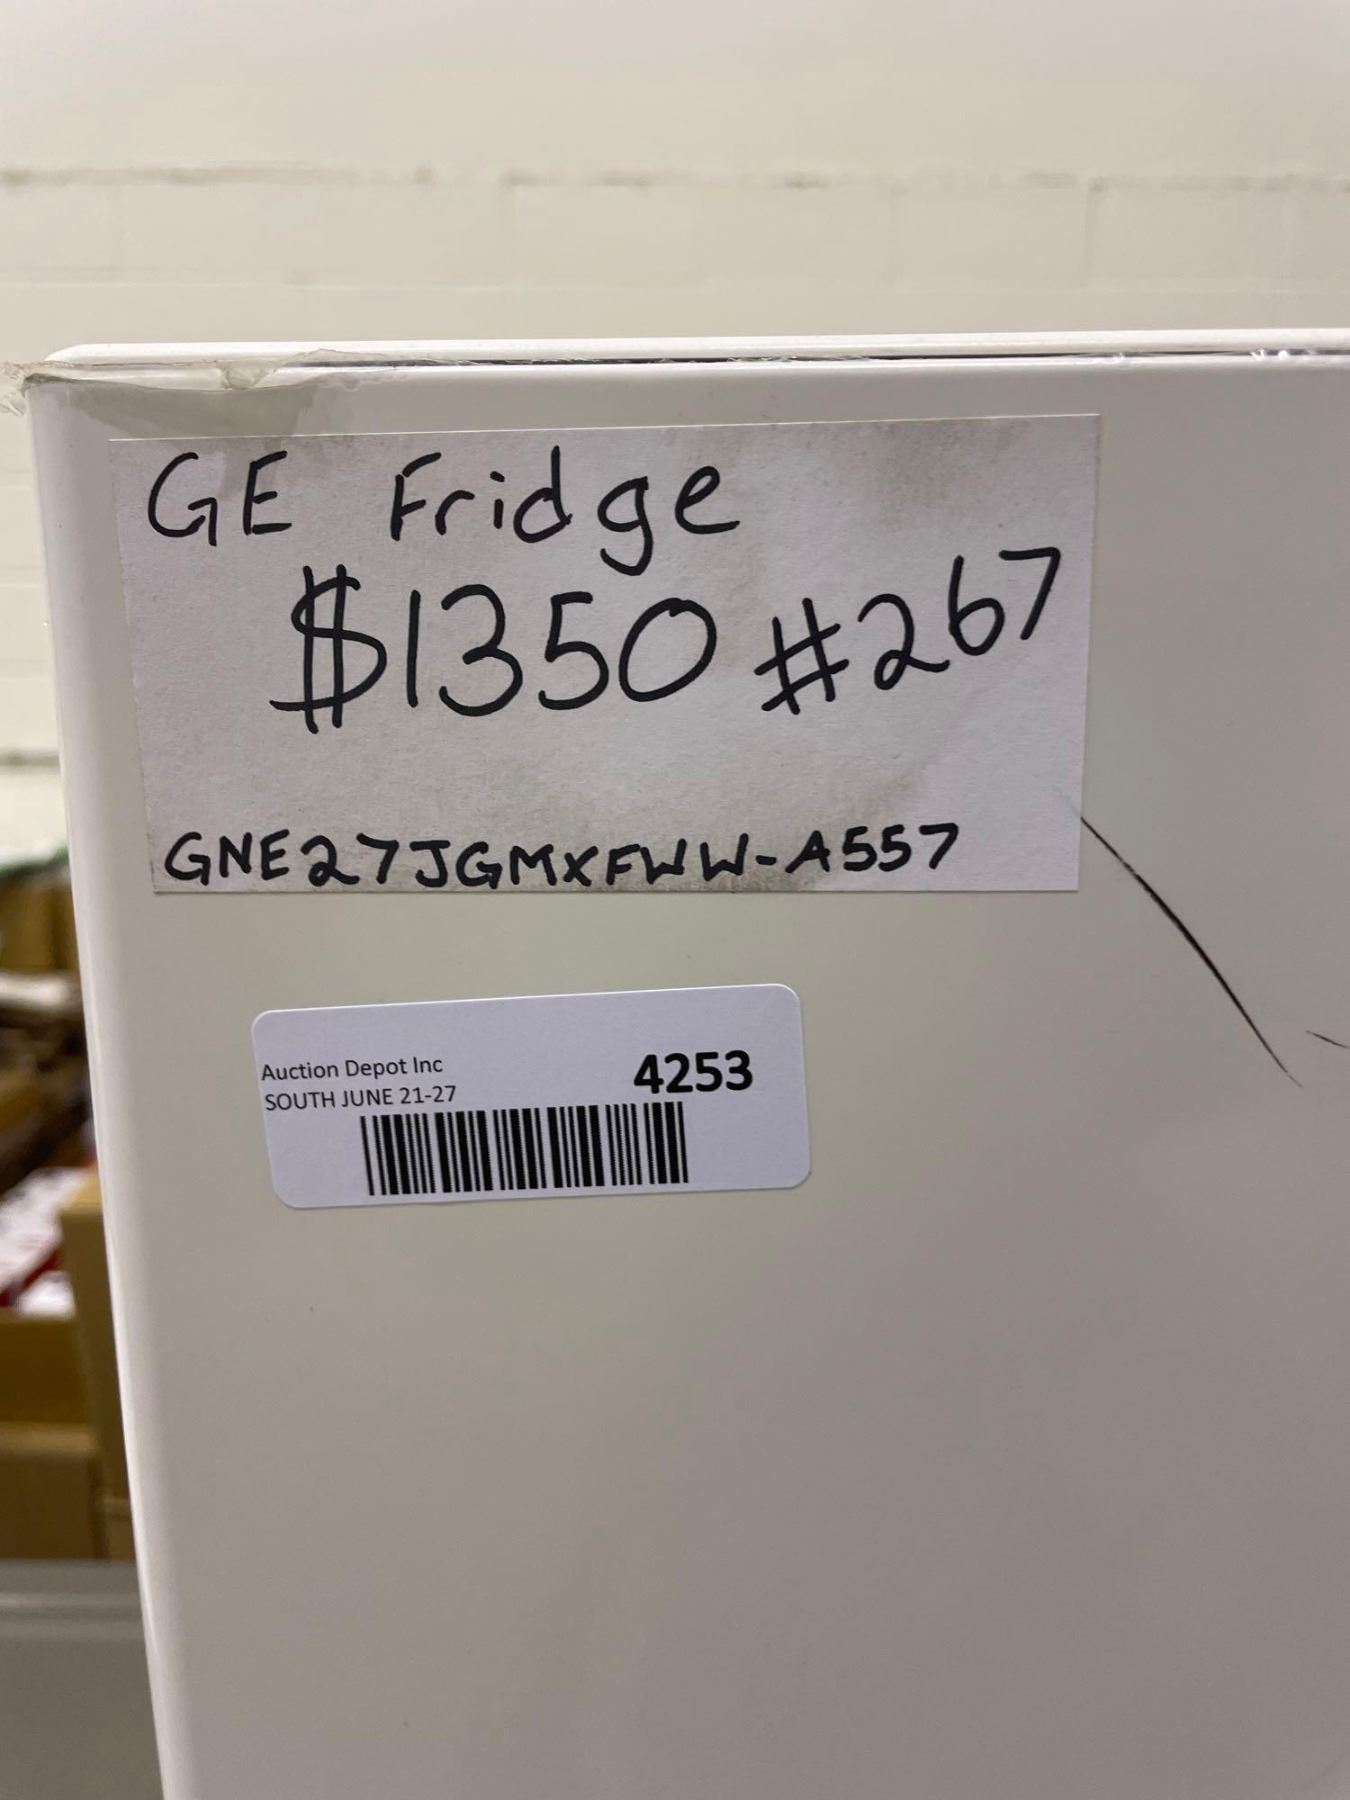 GE Fridge
$1350 #267
GNE27JGMXFWW-A557
Auction Depot Inc
SOUTH JUNE 21-27
4253